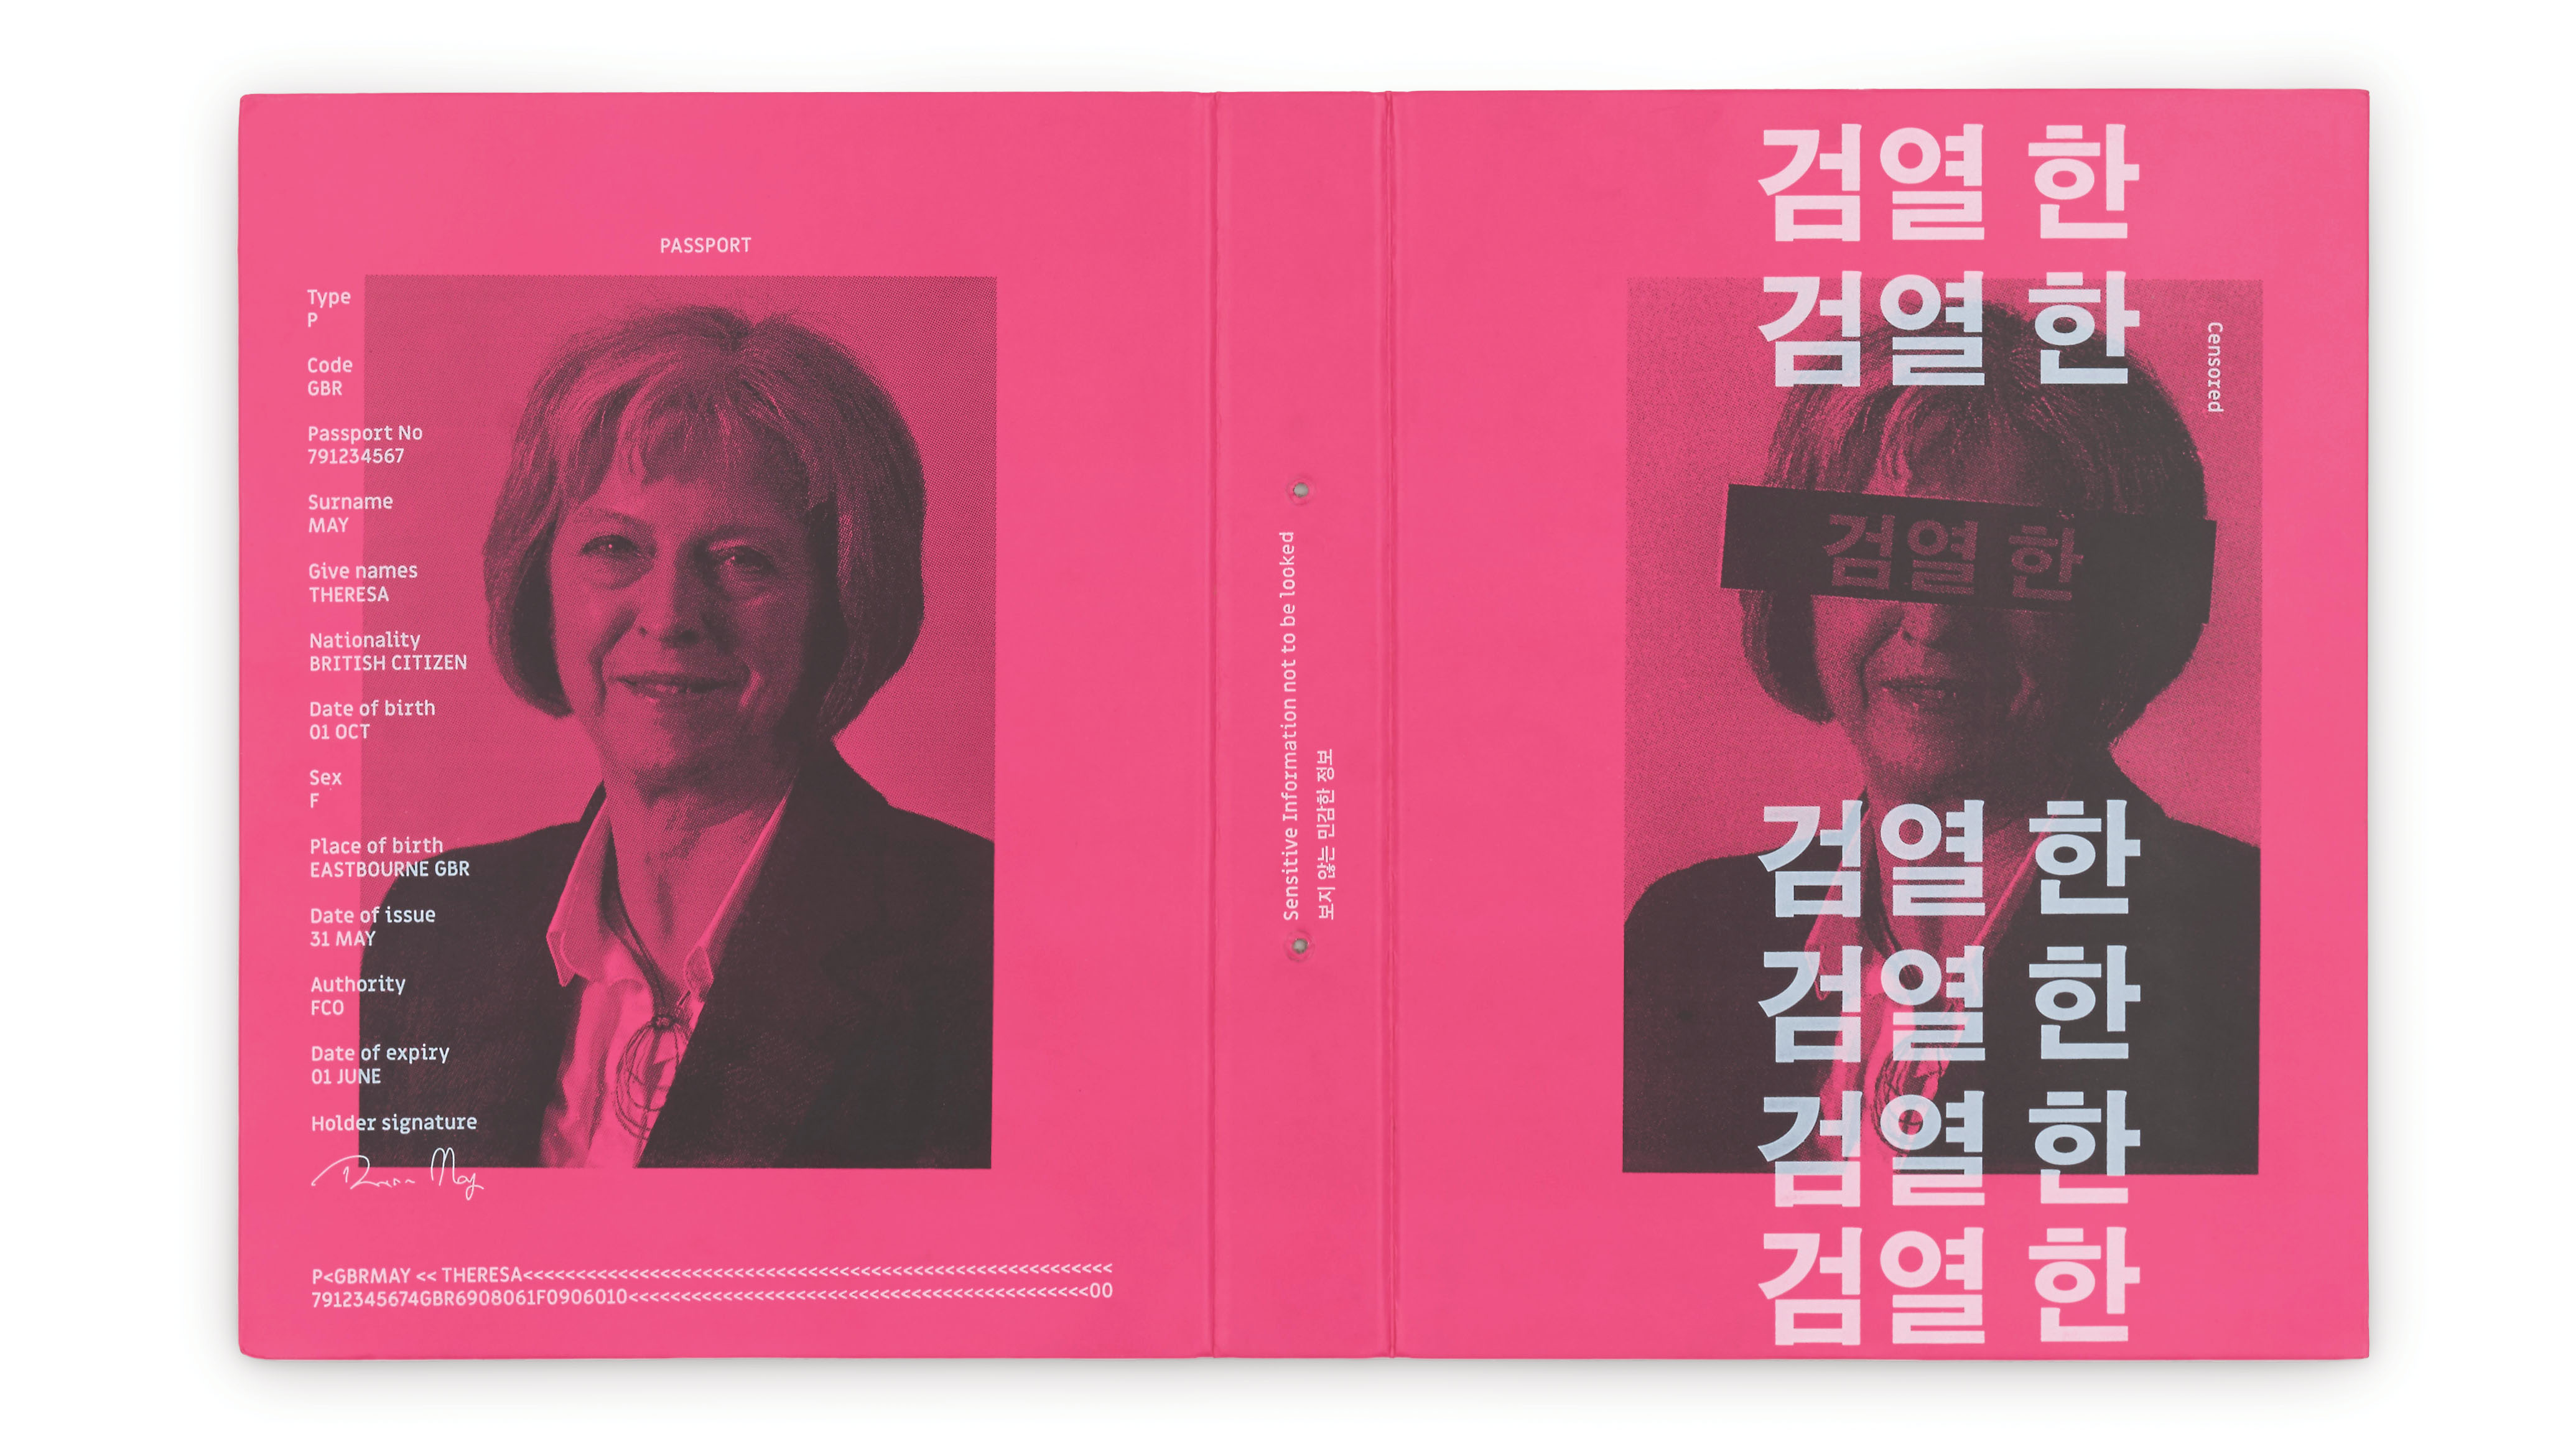 PASSPORT
Type
P
Code
GBR
Passport No
791234567
Surname
MAY
Give names
THERESA
Nationality
BRITISH CITIZEN
Date of birth
01 OCT
Sex
F
Place of birth
EASTBOURNE GBR
Date of issue
31 MAY
Authority
FCO
Date of expiry
01 JUNE
Holder signature
P<GBRMAY << THERESA<<<<<<<<<<<<<<<<<<<<<<<<<<<<<<<<<<<<<<<<<<<<<<<<<<<<<<<<
7912345674GBR6908061F0906010<<<<<<<<<<<<<<<<<<<<<<<<<<<<<<<<<<<<<<<<<<<<00
Sensitive Information not to be looked
보지 않는 민감한 정보
검열 한
검열 한
Censored
검열 한
검열 한
검열 한
검열 한
검열 한